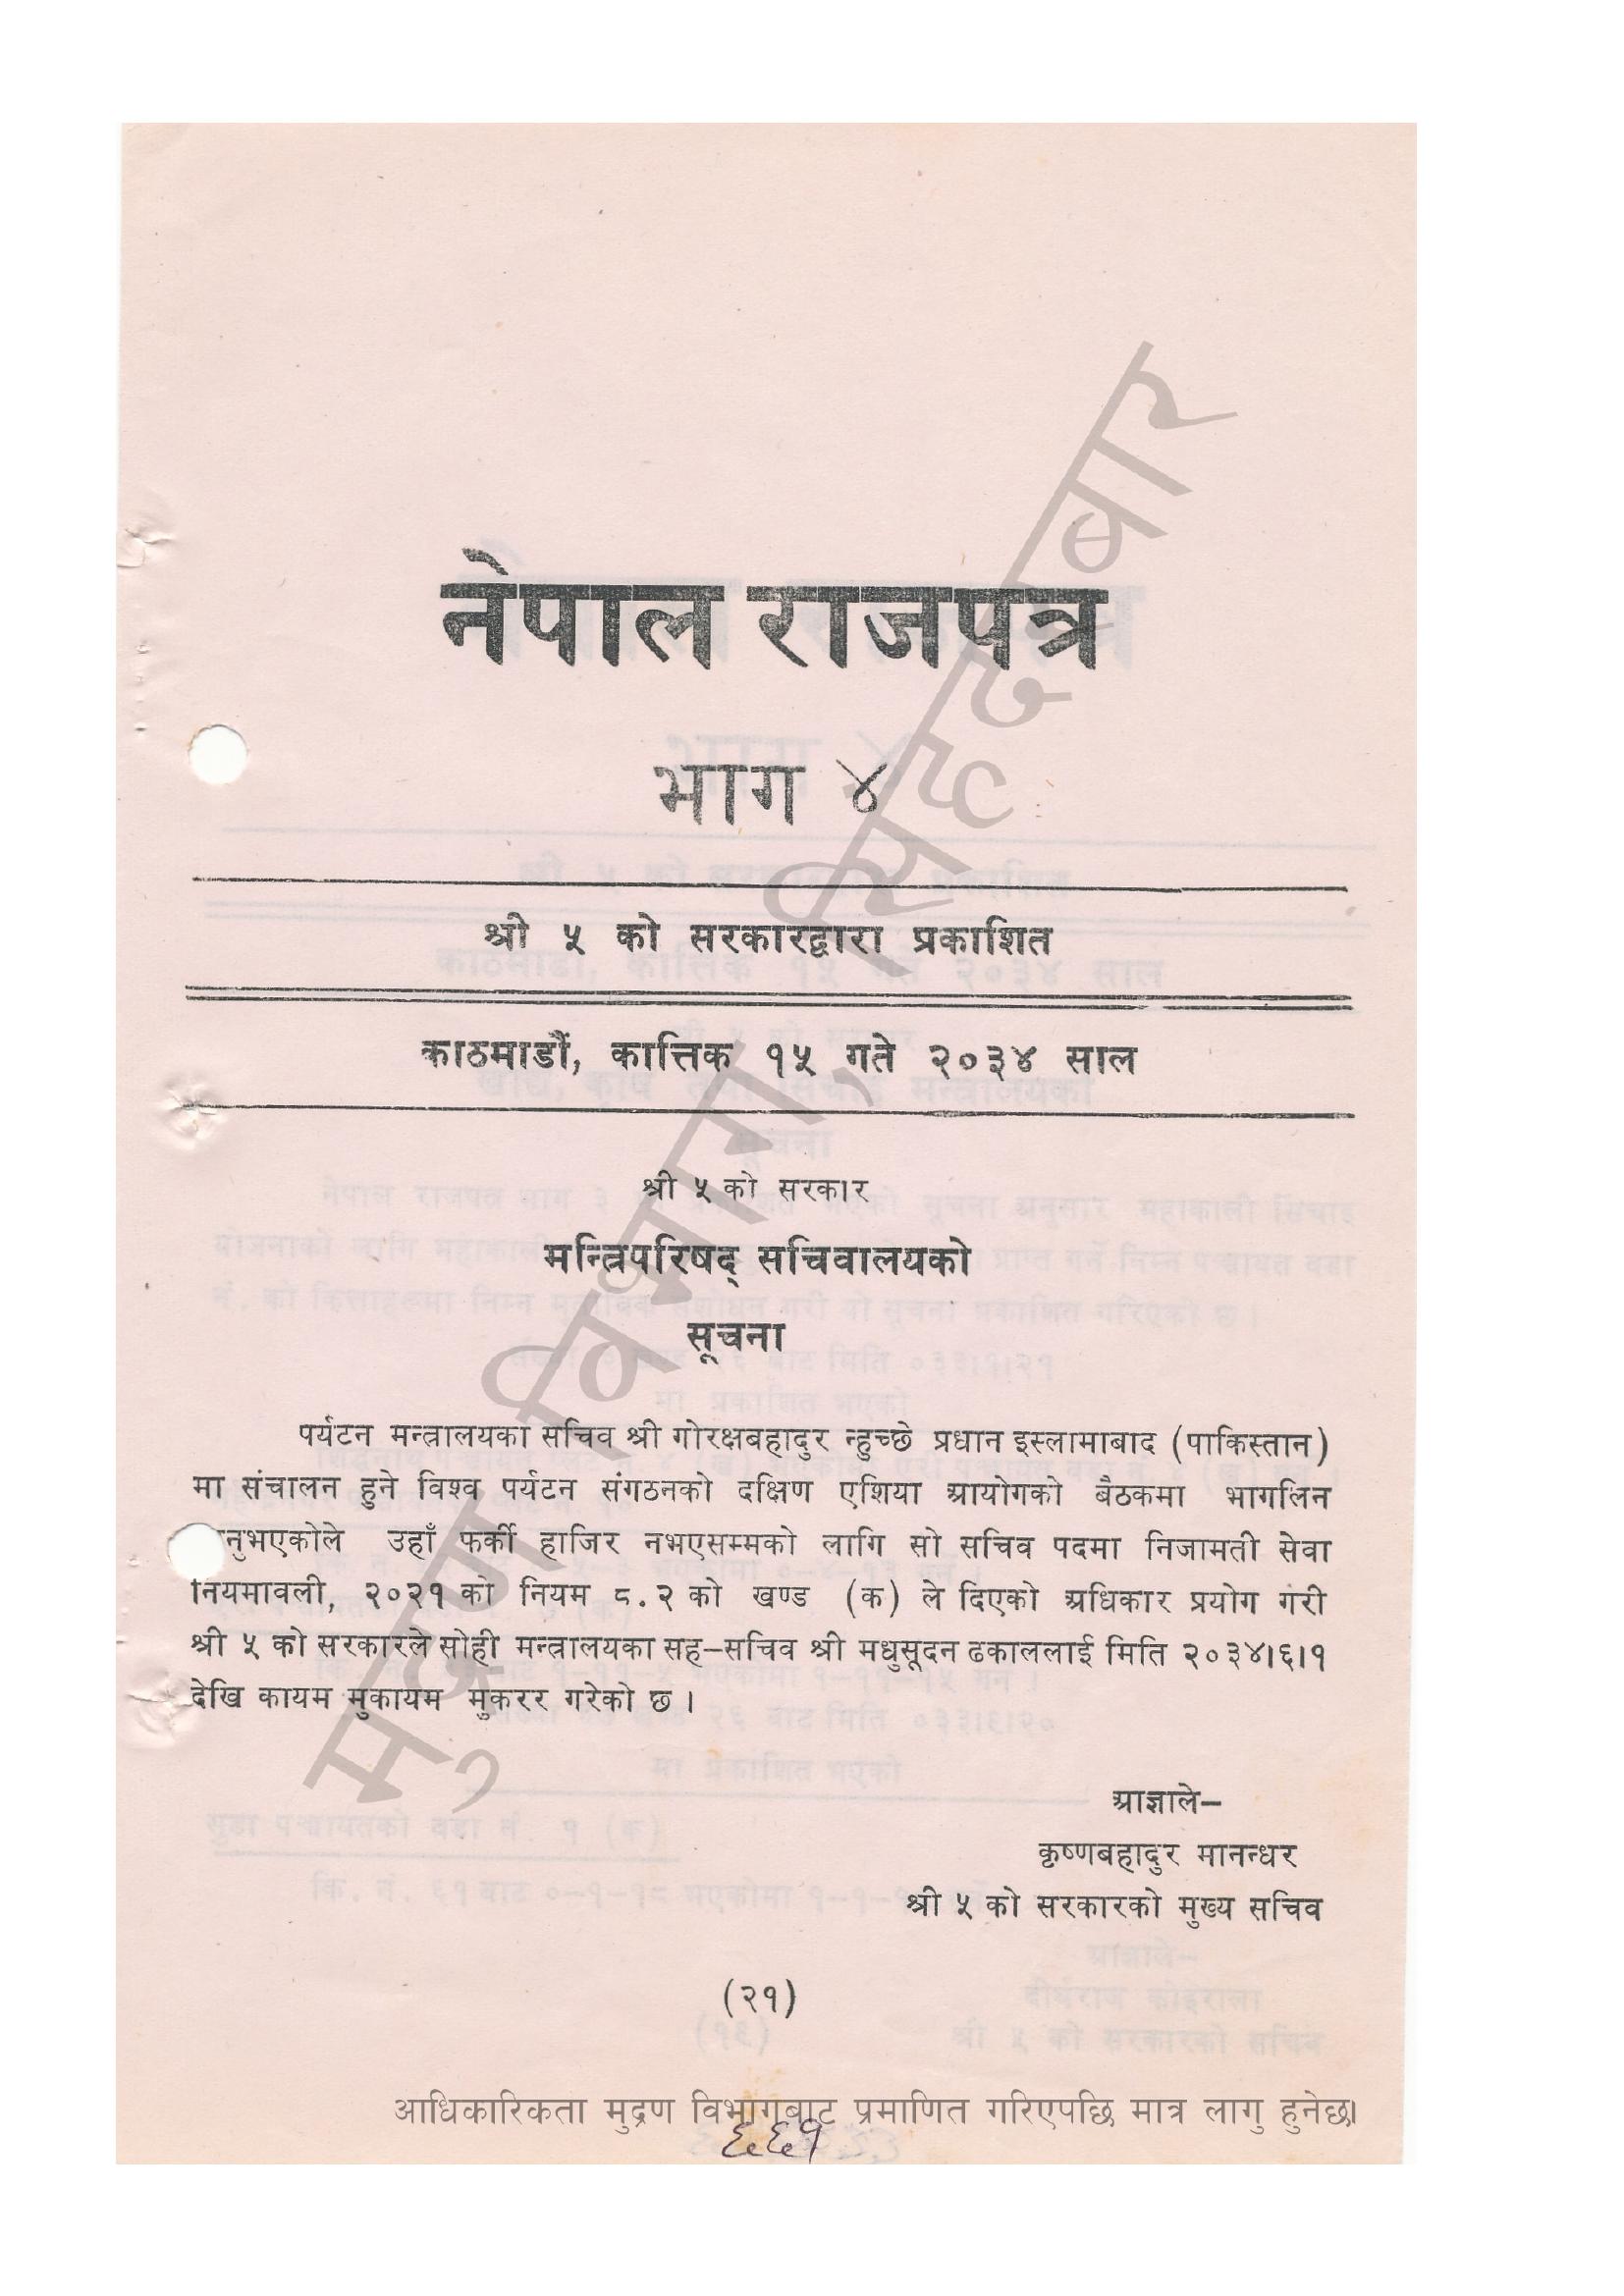 नेपाल राजपत्र
भाग ४
श्री ५ को सरकारद्वारा प्रकाशित
काठमाडौं, कात्तिक १५ गते २०३४ साल
श्री ५ को सरकार
मन्त्रिपरिषद् सचिवालयको
सूचना
पर्यटन मन्त्रालयका सचिव श्री गोरक्षबहादुर न्हुच्छे प्रधान इस्लामाबाद (पाकिस्तान)
मा संचालन हुने विश्व पर्यटन संगठनको दक्षिण एशिया आयोगको बैठकमा भागलिन
नुभएकोले उहाँ फर्की हाजिर नभएसम्मको लागि सो सचिव पदमा निजामती सेवा
नियमावली, २०२१ को नियम ८.२ को खण्ड (क) ले दिएको अधिकार प्रयोग गरी
श्री ५ को सरकारले सोही मन्त्रालयका सह-सचिव श्री मधुसूदन ढकाललाई मिति २०३४।६।१
देखि कायम मुकायम मुकरर गरेको छ ।
आज्ञाले-
कृष्णबहादुर मानन्धर
श्री ५ को सरकारको मुख्य सचिव
(२१)
आधिकारिकता मुद्रण विभागबाट प्रमाणित गरिएपछि मात्र लागु हुनेछ।
६६१
मुद्रण विभाग, सिंहदरबार